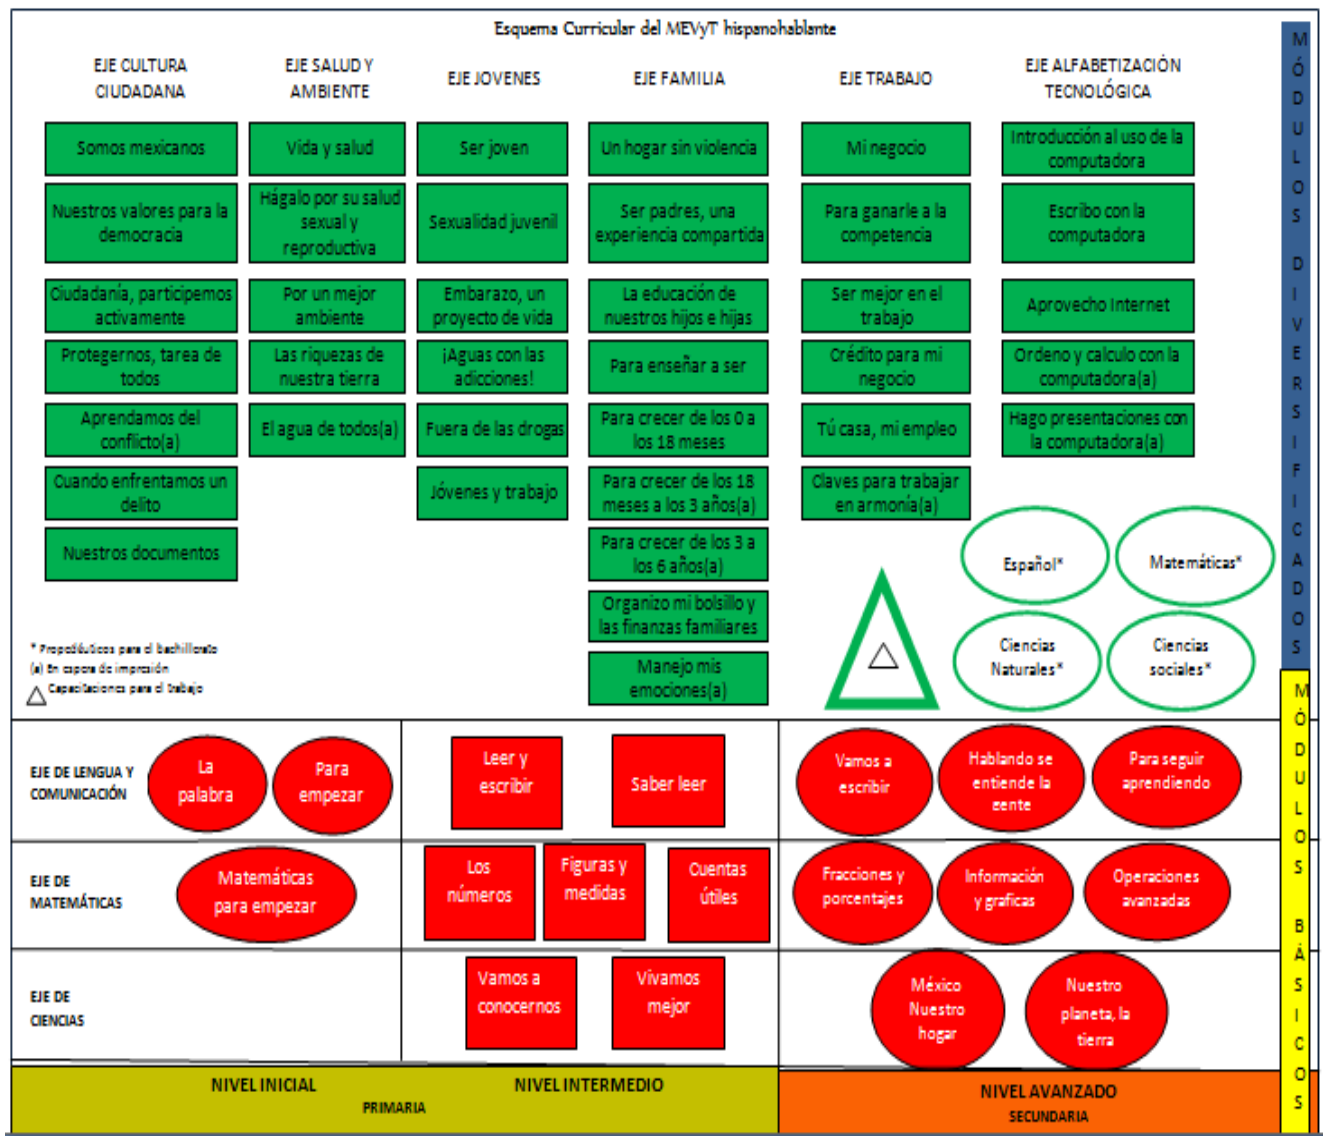 Esquema Curricular del MEVyT hispanohablante
EJE CULTURA
CIUDADANA
EJE SALUD Y
AMBIENTE
EJE JOVENES
EJE FAMILIA
EJE TRABAJO
EJE ALFABETIZACIÓN
TECNOLÓGICA
Somos mexicanos
Nuestros valores para la
democracia
Ciudadanía, participemos
activamente
Protegernos, tarea de
todos
Aprendamos del
conflicto(a)
Cuando enfrentamos un
delito
Nuestros documentos
Vida y salud
Hágalo por su salud
sexual y
reproductiva
Por un mejor
ambiente
Las riquezas de
nuestra tierra
El agua de todos(a)
Ser joven
Sexualidad juvenil
Embarazo, un
proyecto de vida
¡Aguas con las
adicciones!
Fuera de las drogas
Jóvenes y trabajo
Un hogar sin violencia
Ser padres, una
experiencia compartida
La educación de
nuestros hijos e hijas
Para enseñar a ser
Para crecer de los 0 a
los 18 meses
Para crecer de los 18
meses a los 3 años(a)
Para crecer de los 3 a
los 6 años(a)
Organizo mi bolsillo y
las finanzas familiares
Manejo mis
emociones(a)
Mi negocio
Para ganarle a la
competencia
Ser mejor en el
trabajo
Crédito para mi
negocio
Tú casa, mi empleo
Claves para trabajar
en armonía(a)
Introducción al uso de la
computadora
Escribo con la
computadora
Aprovecho Internet
Ordeno y calculo con la
computadora(a)
Hago presentaciones con
la computadora(a)
Español*
Matemáticas*
Ciencias
Naturales*
Ciencias
sociales*
* Propedéuticos para el bachillerato
(a) En espera de impresión
Capacitaciones para el trabajo
MÓDULOS DIVERSIFICADOS
EJE DE LENGUA Y
COMUNICACIÓN
La
palabra
Para
empezar
Leer y
escribir
Saber leer
Vamos a
escribir
Hablando se
entiende la
gente
Para seguir
aprendiendo
EJE DE
MATEMÁTICAS
Matemáticas
para empezar
Los
números
Figuras y
medidas
Cuentas
útiles
Fracciones y
porcentajes
Información
y graficas
Operaciones
avanzadas
EJE DE
CIENCIAS
Vamos a
conocernos
Vivamos
mejor
México
Nuestro
hogar
Nuestro
planeta, la
tierra
MÓDULOS BÁSICOS
NIVEL INICIAL
NIVEL INTERMEDIO
PRIMARIA
NIVEL AVANZADO
SECUNDARIA